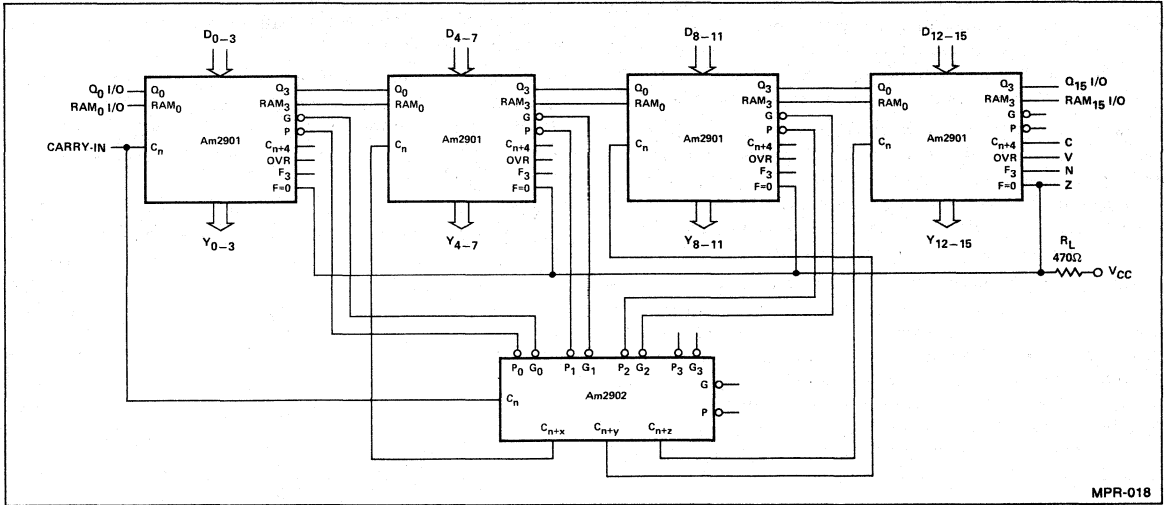 D0–3
D4–7
D8–11
D12–15
Q0 I/O
RAM0 I/O
CARRY-IN
Q0
RAM0
Cn
Am2901
Q3
RAM3
G
P
Cn+4
OVR
F3
F=0
Y0–3
Q0
RAM0
Cn
Am2901
Q3
RAM3
G
P
Cn+4
OVR
F3
F=0
Y4–7
Q0
RAM0
Cn
Am2901
Q3
RAM3
G
P
Cn+4
OVR
F3
F=0
Y8–11
Q0
RAM0
Cn
Am2901
Q3
RAM3
G
P
Cn+4
OVR
F3
F=0
Y12–15
Q15 I/O
RAM15 I/O
C
V
N
Z
RL
470Ω
VCC
P0 G0 P1 G1 P2 G2 P3 G3
Cn
Am2902
G
P
Cn+x Cn+y Cn+z
MPR-018